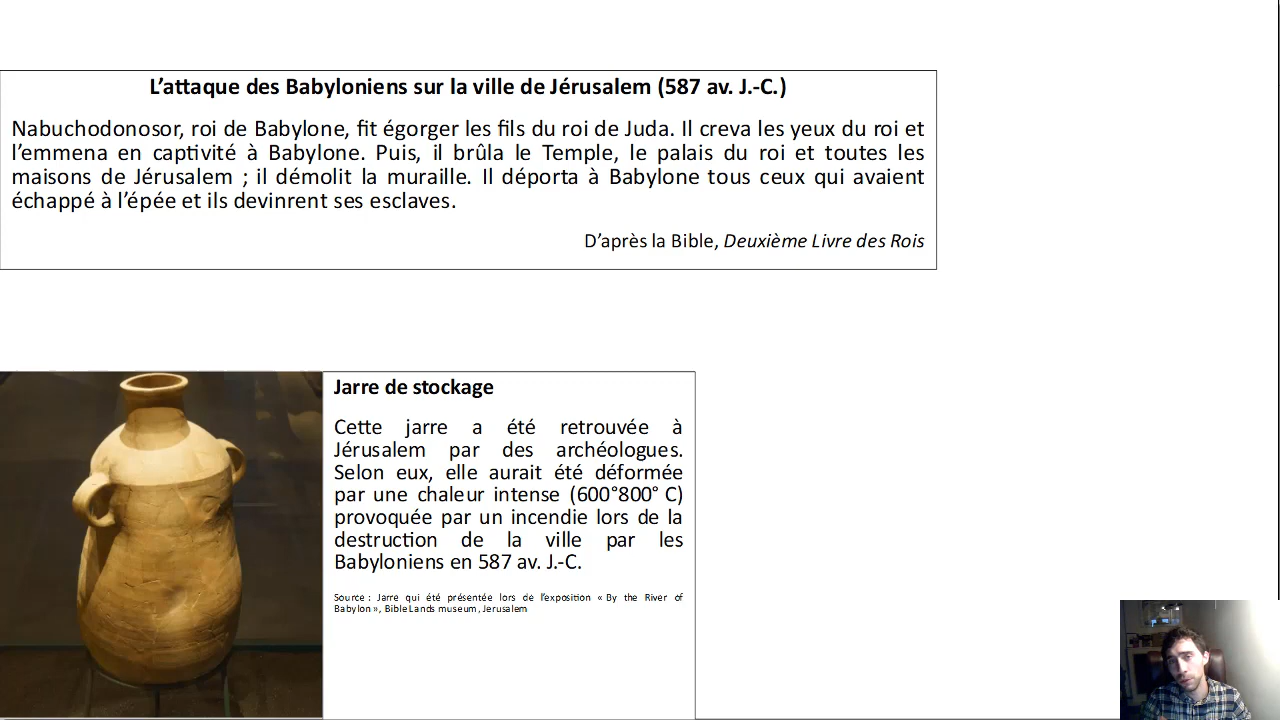 L’attaque des Babyloniens sur la ville de Jérusalem (587 av. J.-C.)
Nabuchodonosor, roi de Babylone, fit égorger les fils du roi de Juda. Il creva les yeux du roi et
l’emmena en captivité à Babylone. Puis, il brûla le Temple, le palais du roi et toutes les
maisons de Jérusalem ; il démolit la muraille. Il déporta à Babylone tous ceux qui avaient
échappé à l’épée et ils devinrent ses esclaves.
D’après la Bible, Deuxième Livre des Rois
Jarre de stockage
Cette jarre a été retrouvée à
Jérusalem par des archéologues.
Selon eux, elle aurait été déformée
par une chaleur intense (600°800° C)
provoquée par un incendie lors de la
destruction de la ville par les
Babyloniens en 587 av. J.-C.
Source : Jarre qui été présentée lors de l’exposition « By the River of
Babylon », Bible Lands museum, Jerusalem